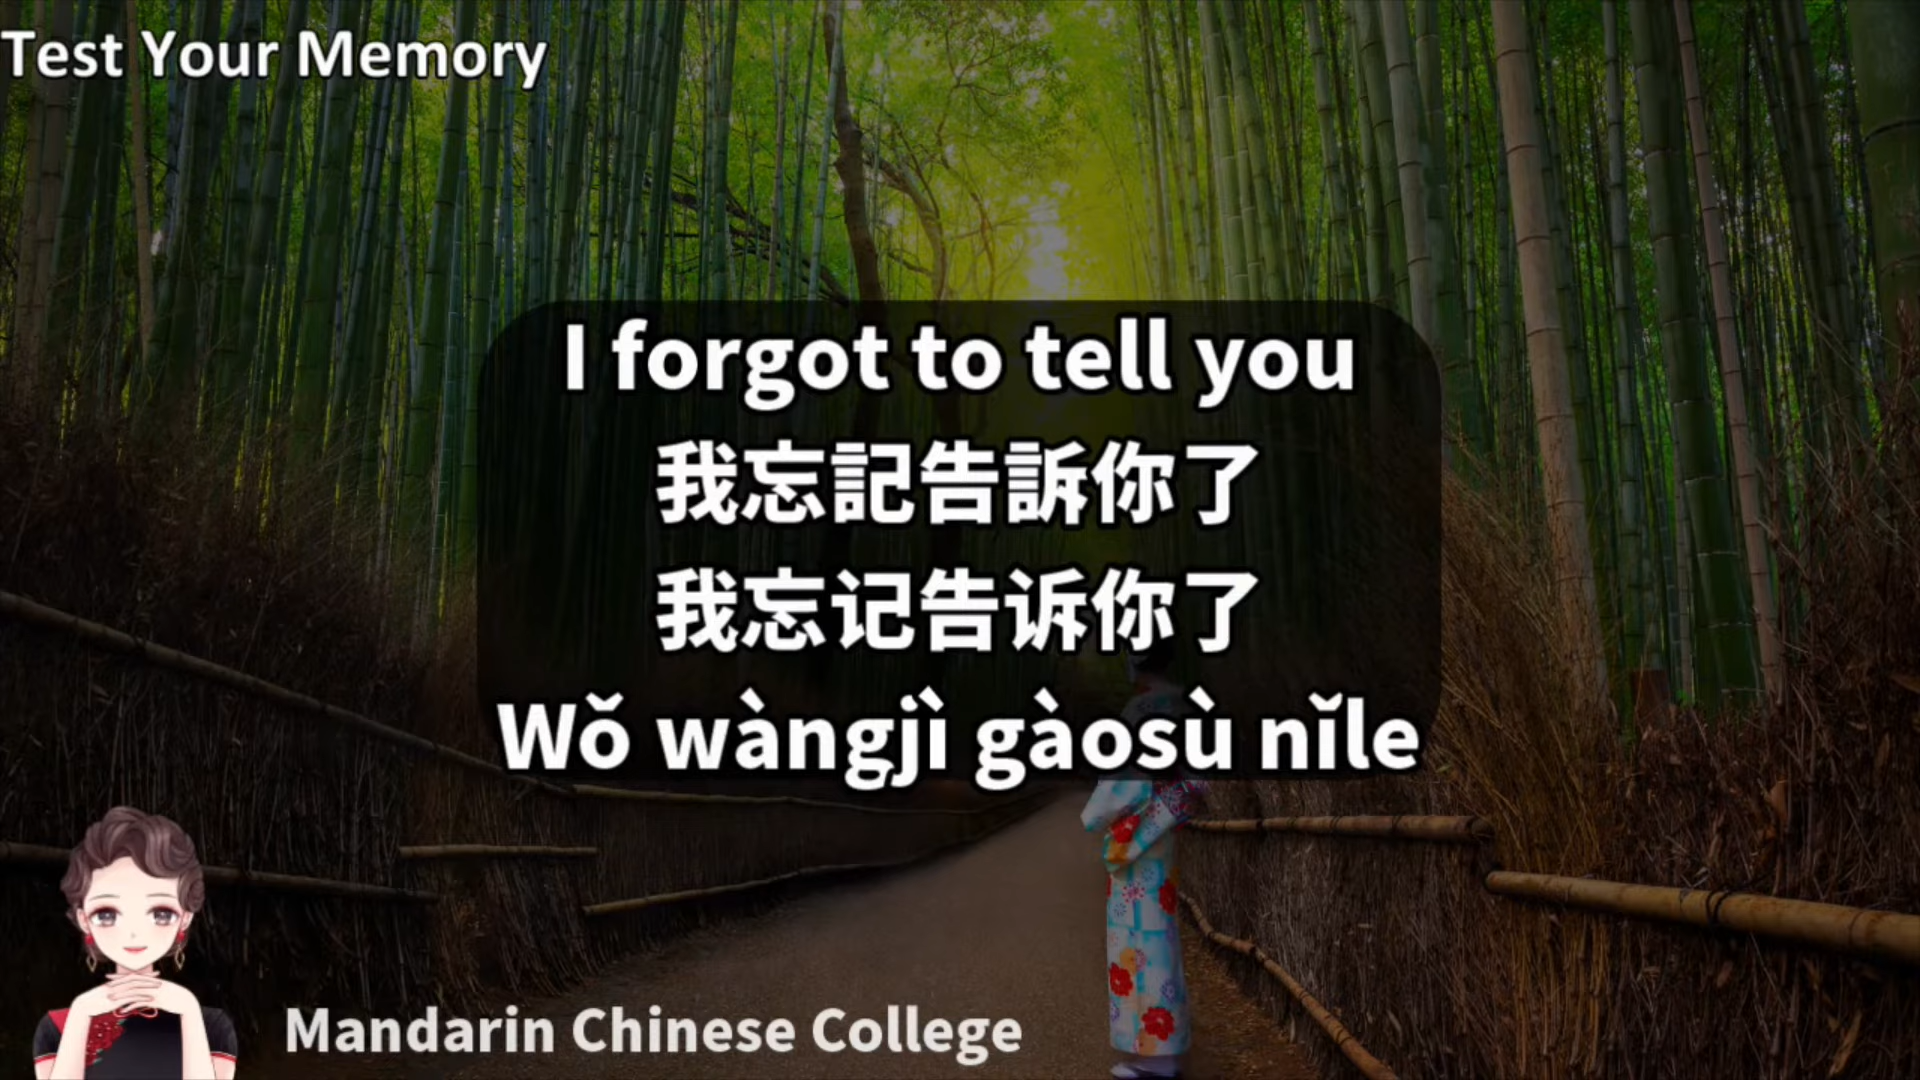 Test Your Memory
I forgot to tell you
我忘記告訴你了
我忘记告诉你了
Wǒ wàngjì gàosù nǐle
Mandarin Chinese College